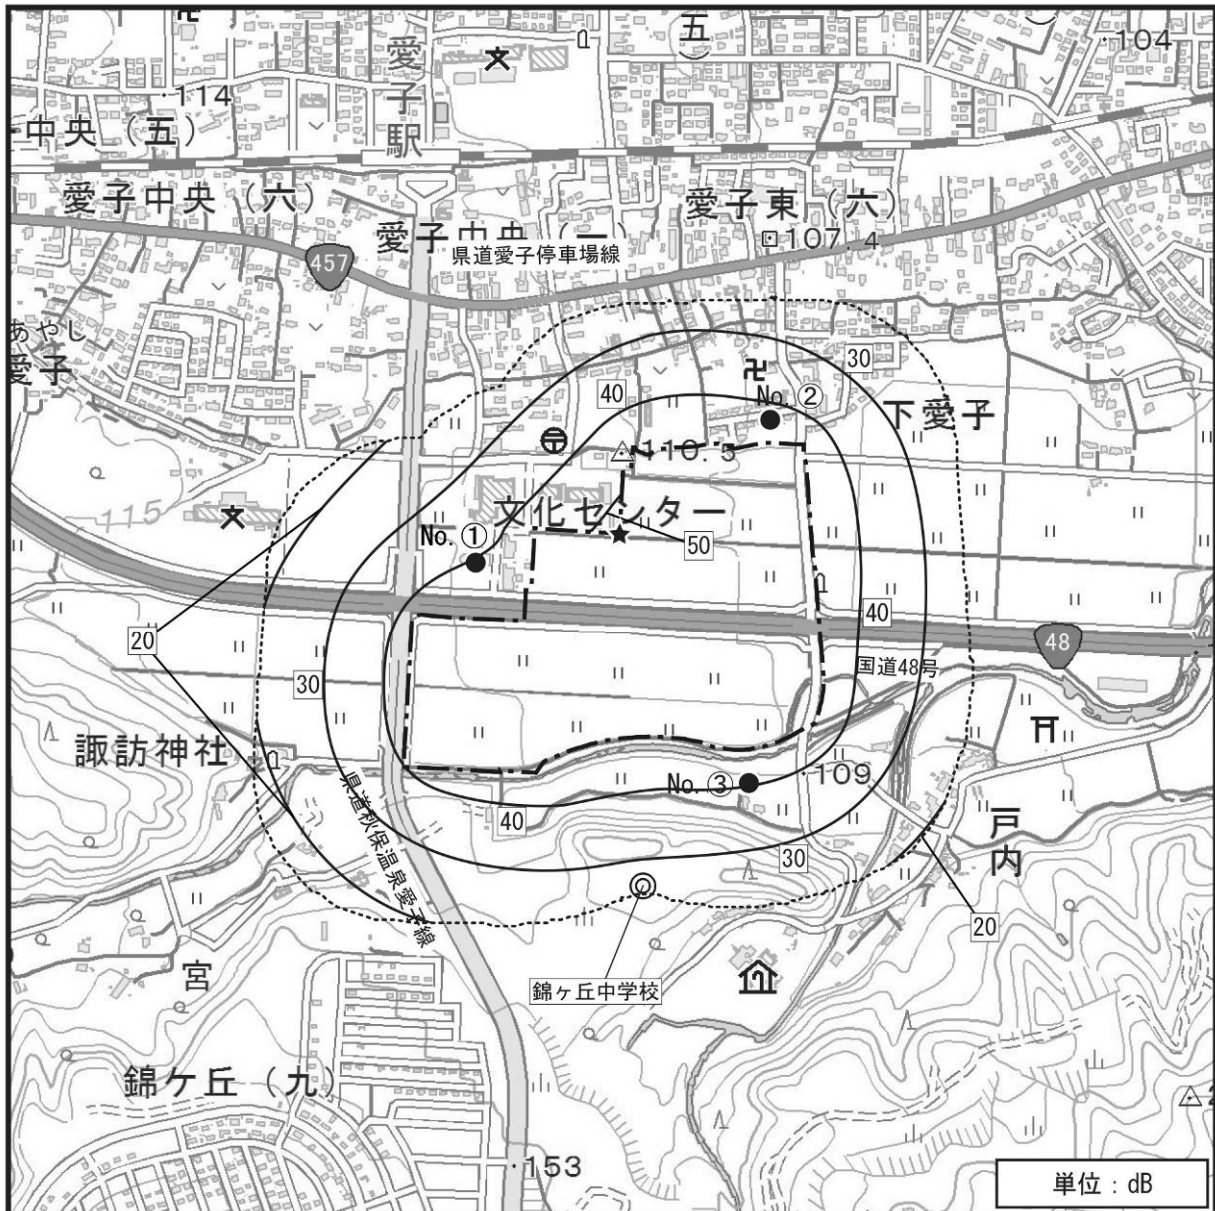 五
104
愛子駅
114
中央（五）
愛子中央（六）
愛子東（六）
107.4
県道愛子停車場線
457
あやし
愛子
30
40
No. ②
下愛子
110.5
115
文化センター
No. ①
50
40
20
48
国道48号
30
諏訪神社
No. ③
109
県道秋保温泉愛子線
40
戸内
30
20
宮
錦ヶ丘中学校
錦ケ丘（九）
153
単位：dB